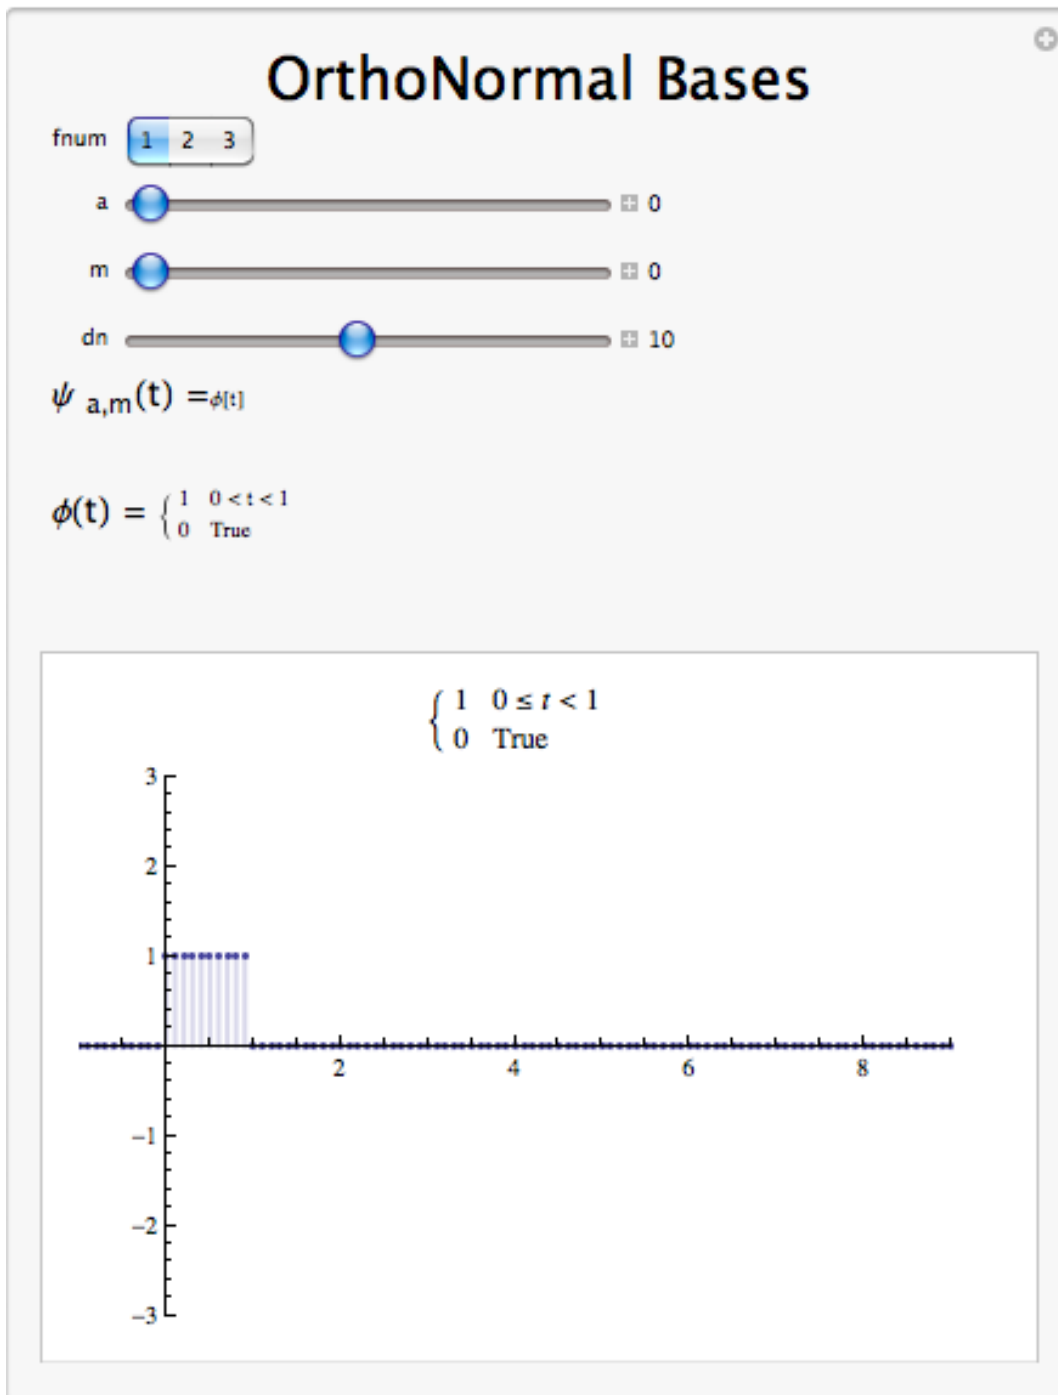 OrthoNormal Bases
fnum 1 2 3
a 0
m 0
dn 10
ψ a,m(t) =ϕ[t]
ϕ(t) = { 1 0 < t < 1
0 True
{ 1 0 ≤ t < 1
0 True
3
2
1
2 4 6 8
−1
−2
−3